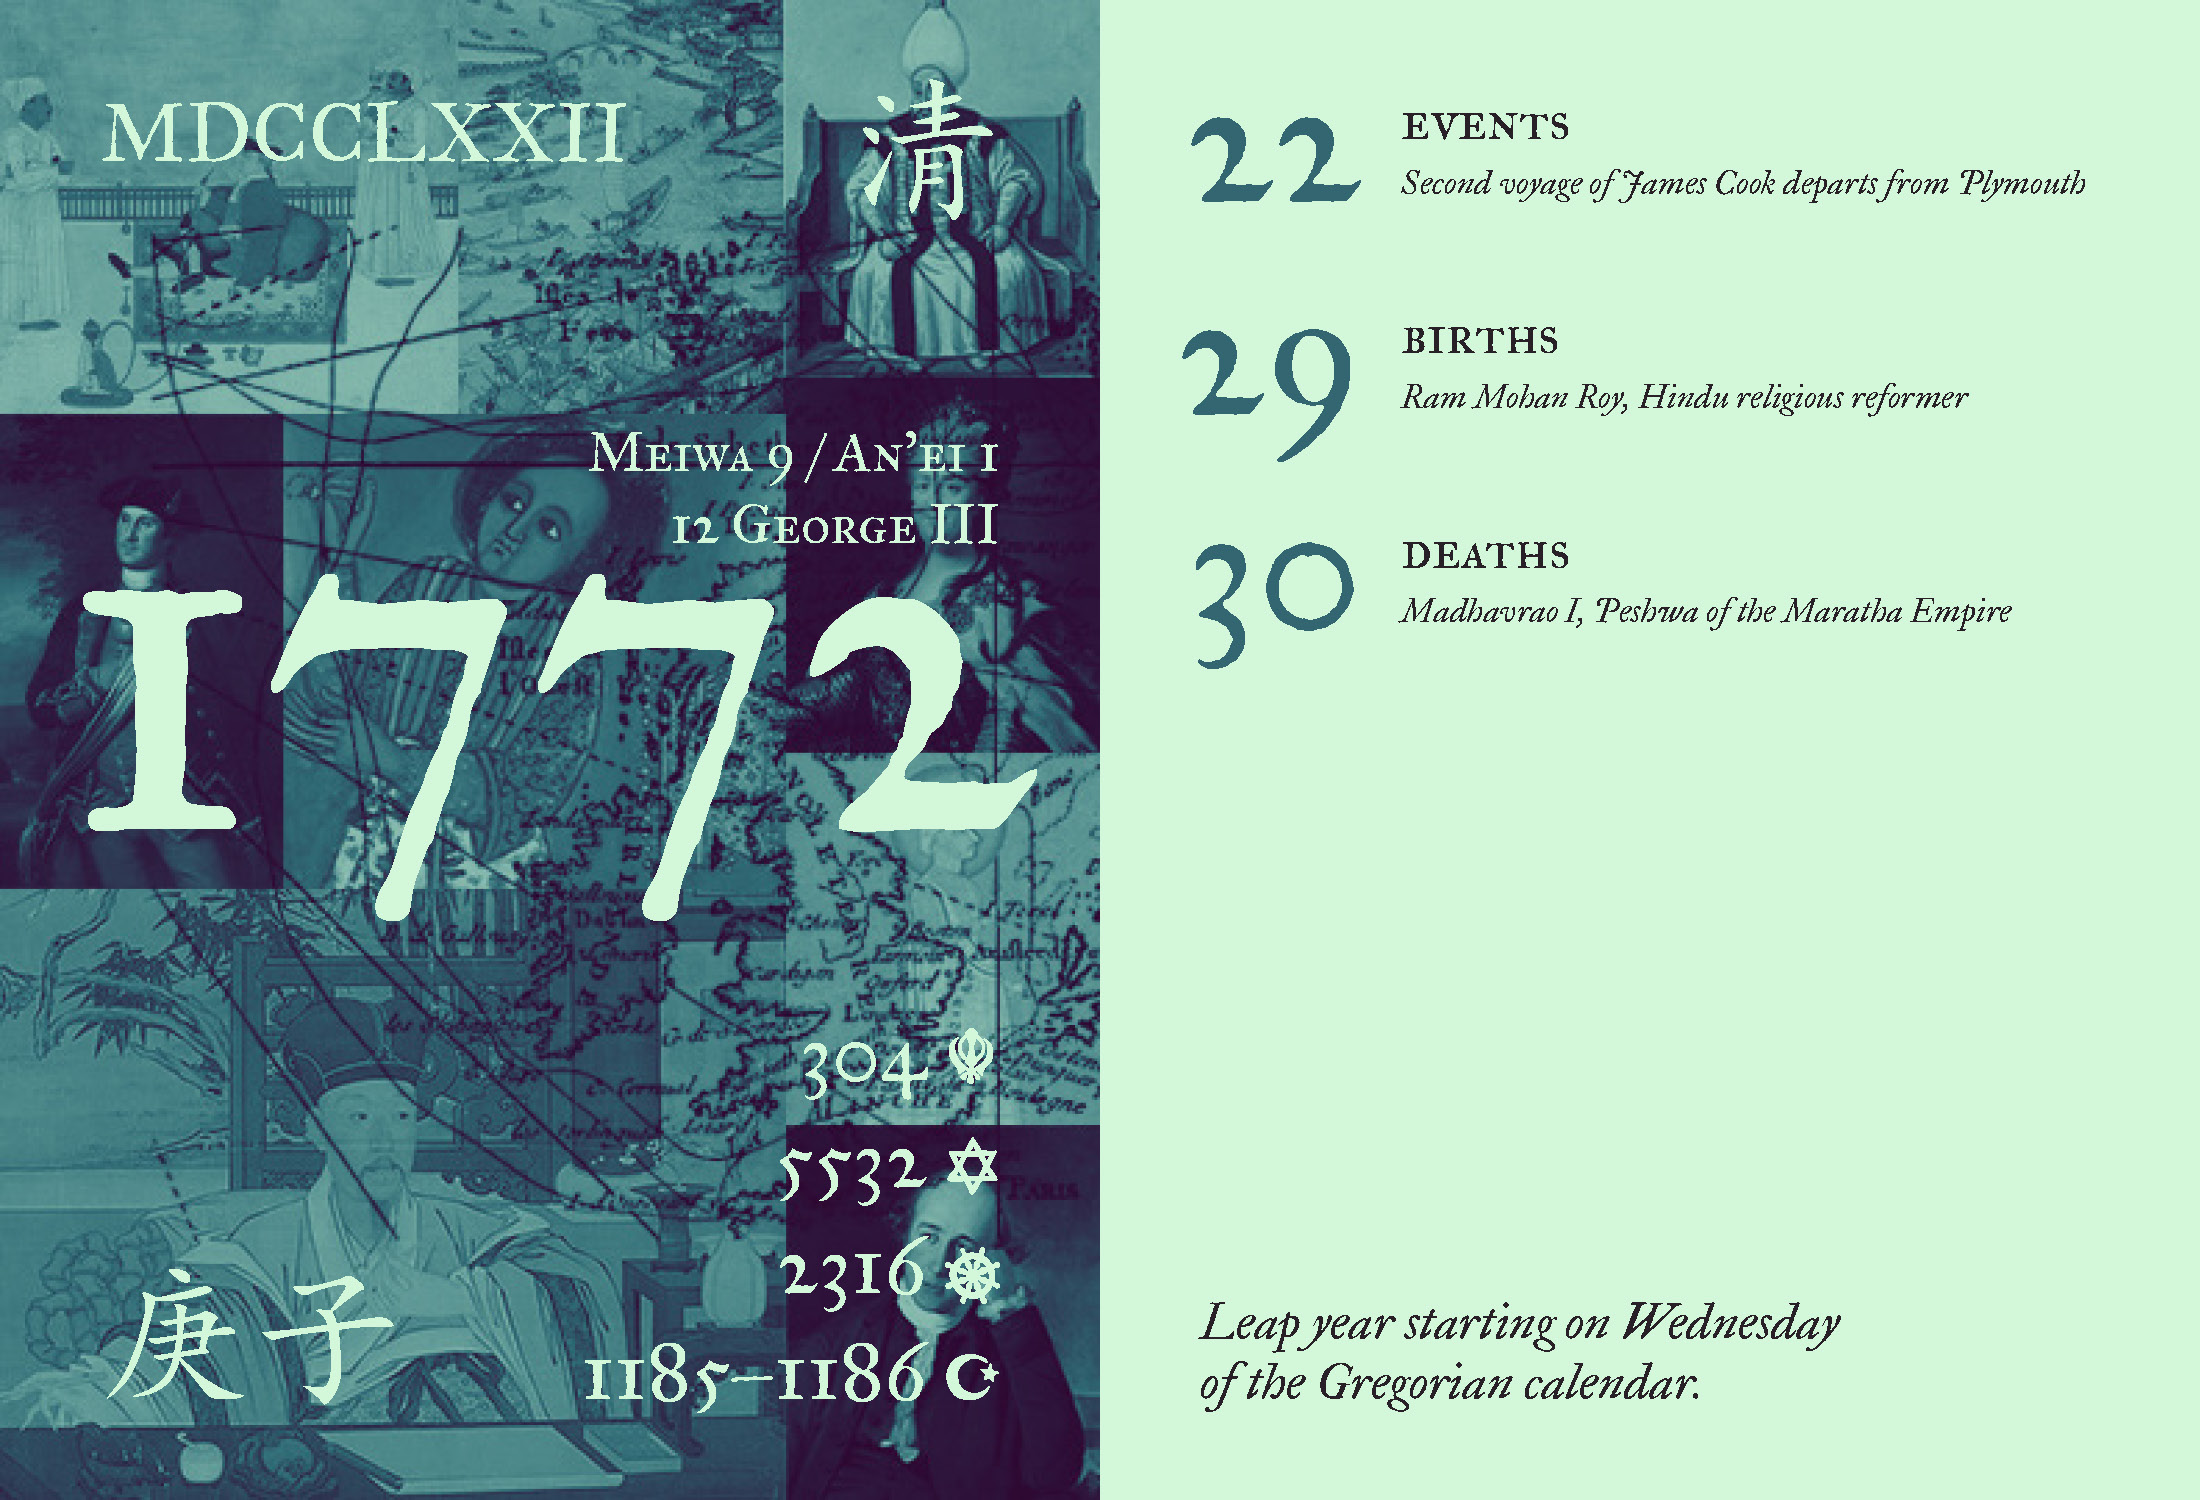 MDCCLXXII
清
Meiwa 9 / An'ei 1
12 George III
1772
304
5532
2316
1185–1186
庚子
22
EVENTS
Second voyage of James Cook departs from Plymouth
29
BIRTHS
Ram Mohan Roy, Hindu religious reformer
30
DEATHS
Madhavrao I, Peshwa of the Maratha Empire
Leap year starting on Wednesday
of the Gregorian calendar.